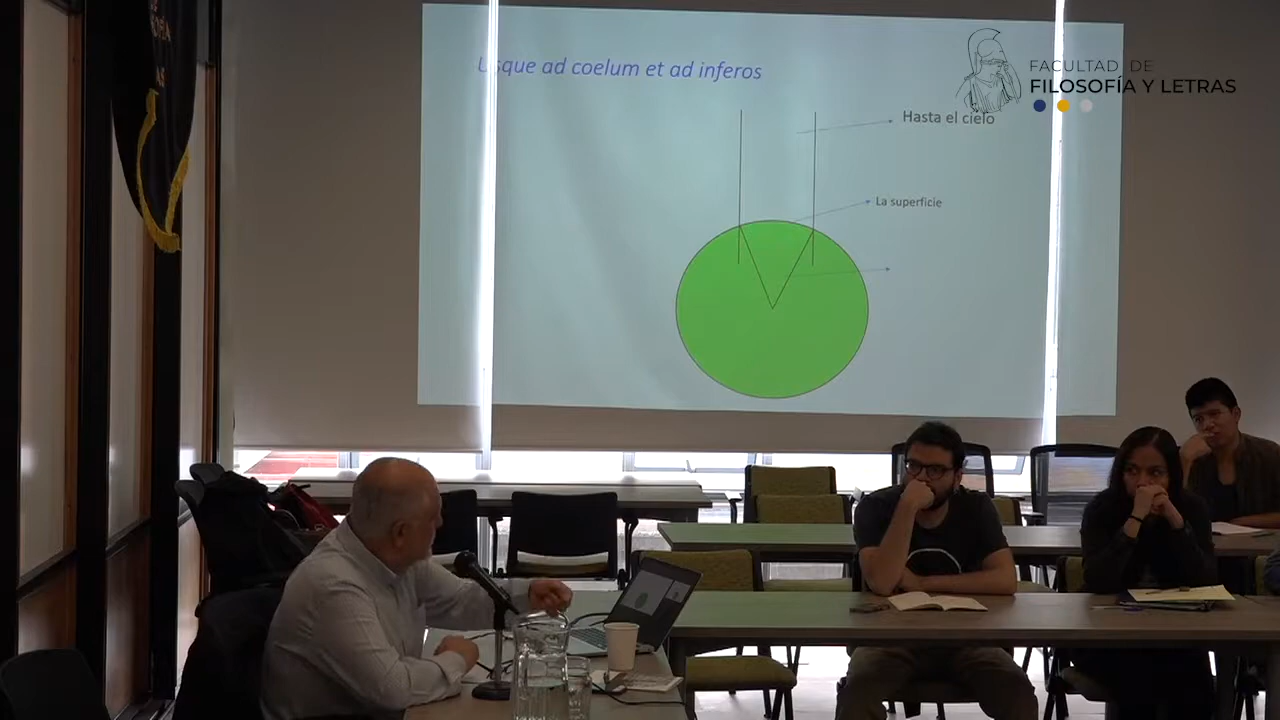 Usque ad coelum et ad inferos
FACULTAD DE
FILOSOFÍA Y LETRAS
Hasta el cielo
La superficie